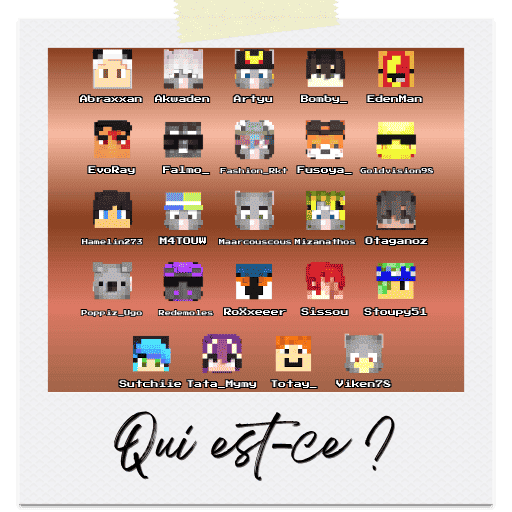 Abraxxan Akwaden Artyu Bomby_ EdenMan
EvoRay Falmo_ Fashion_Rkt Fusoya_ Goldvision98
Hamelin273 M4TOUW Maarcouscous Mizanathos Otaganoz
Poppiz_Ugo Redemoles RoXxeeer Sissou Stoupy51
Sutchiie Tata_Mymy Totay_ Viken78
Qui est-ce ?